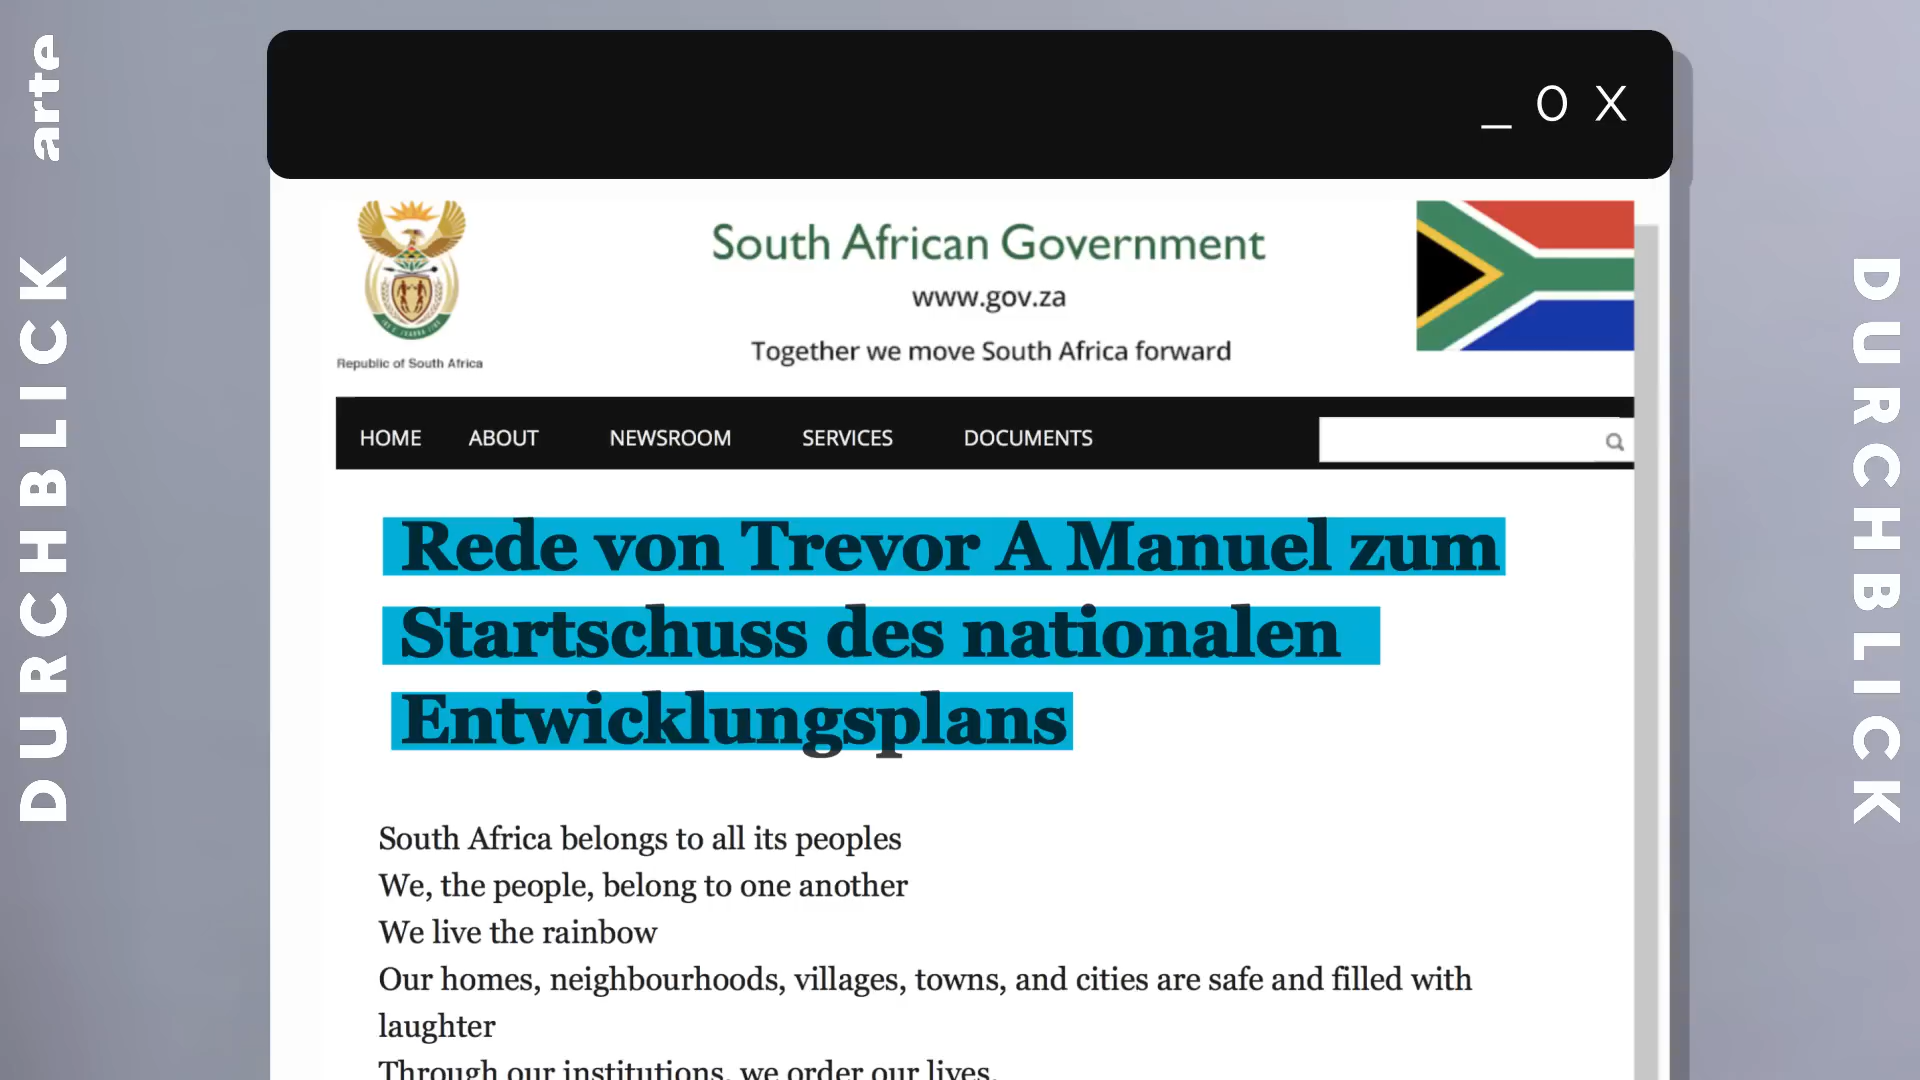 arte
DURCHBLICK
_ O X
Republic of South Africa
South African Government
www.gov.za
Together we move South Africa forward
HOME ABOUT NEWSROOM SERVICES DOCUMENTS
Rede von Trevor A Manuel zum
Startschuss des nationalen
Entwicklungsplans
South Africa belongs to all its peoples
We, the people, belong to one another
We live the rainbow
Our homes, neighbourhoods, villages, towns, and cities are safe and filled with
laughter
Through our institutions, we order our lives.
DURCHBLICK